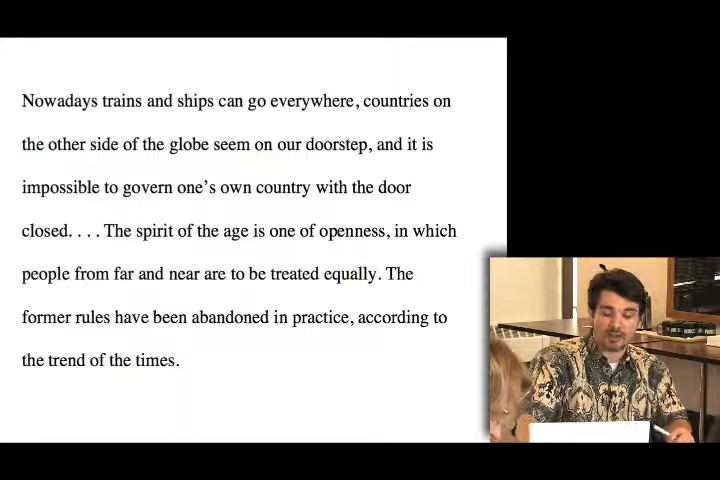 Nowadays trains and ships can go everywhere, countries on
the other side of the globe seem on our doorstep, and it is
impossible to govern one’s own country with the door
closed. . . . The spirit of the age is one of openness, in which
people from far and near are to be treated equally. The
former rules have been abandoned in practice, according to
the trend of the times.